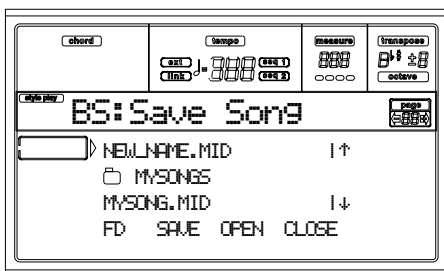 chord
tempo
measure
transpose
ext
seq 1
link
seq 2
octave
style play
BS:Save Song
page
NEW_NAME.MID
MYSONGS
MYSONG.MID
FD SAVE OPEN CLOSE